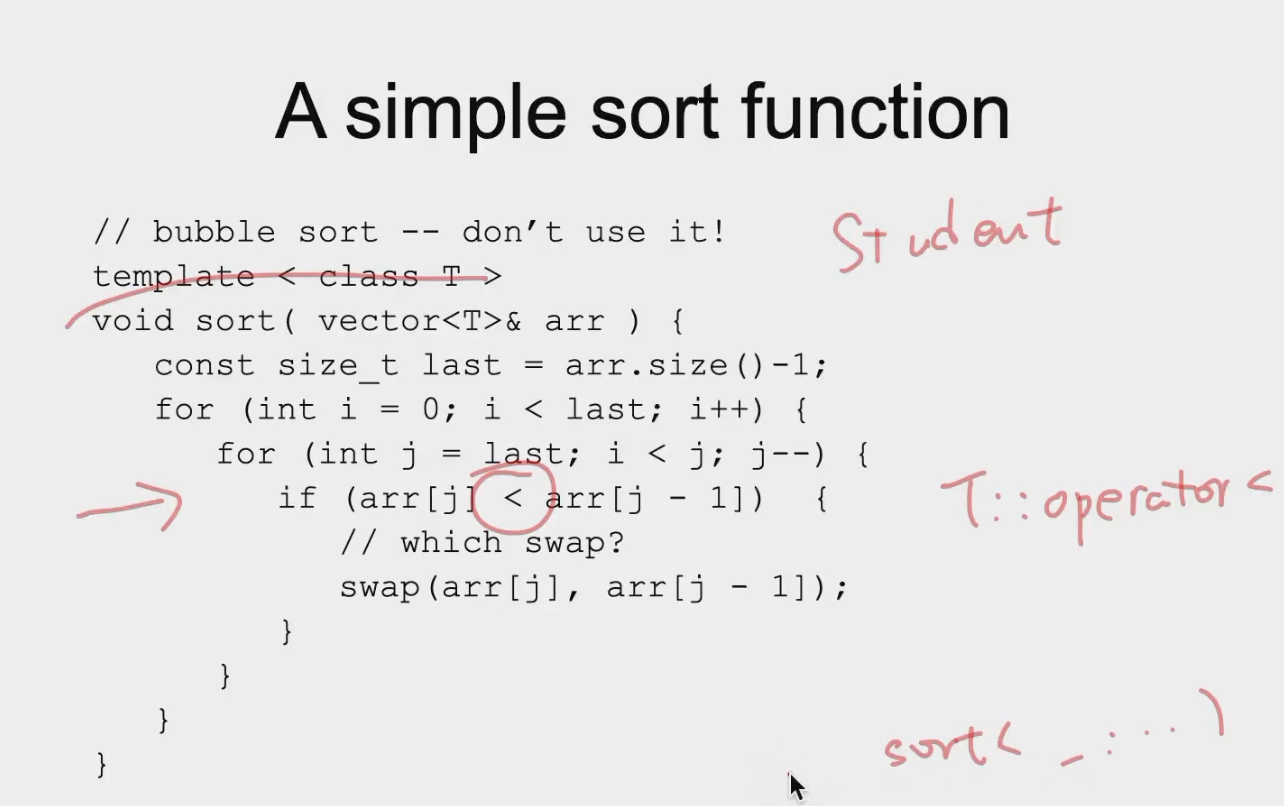 A simple sort function
Student
// bubble sort -- don't use it!
template < class T >
void sort( vector<T>& arr ) {
const size_t last = arr.size()-1;
for (int i = 0; i < last; i++) {
for (int j = last; i < j; j--) {
if (arr[j] < arr[j - 1]) {
T::operator<
// which swap?
swap(arr[j], arr[j - 1]);
}
}
}
}
sort< _ : ... )